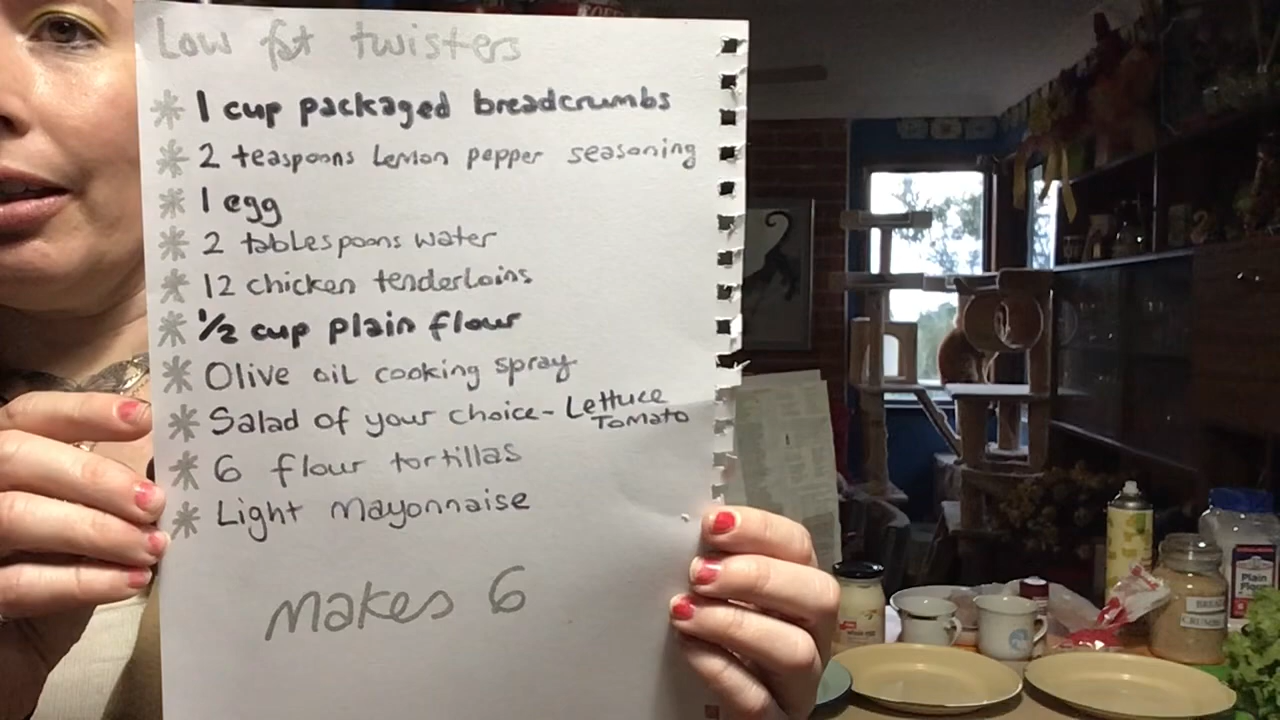 Low fat twisters
* 1 cup packaged breadcrumbs
* 2 teaspoons Lemon pepper seasoning
* 1 egg
* 2 tablespoons water
* 12 chicken tenderloins
* 1/2 cup plain flour
* Olive oil cooking spray
* Salad of your choice - Lettuce
Tomato
* 6 flour tortillas
* Light Mayonnaise
Makes 6
Plain
Flour
BREAD
CRUMBS